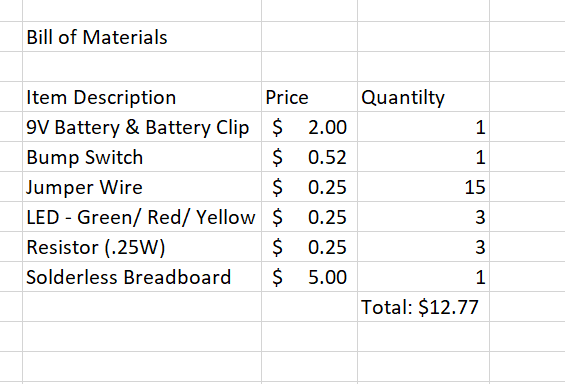 Bill of Materials
Item Description Price Quantilty
9V Battery & Battery Clip $ 2.00 1
Bump Switch $ 0.52 1
Jumper Wire $ 0.25 15
LED - Green/ Red/ Yellow $ 0.25 3
Resistor (.25W) $ 0.25 3
Solderless Breadboard $ 5.00 1
Total: $12.77